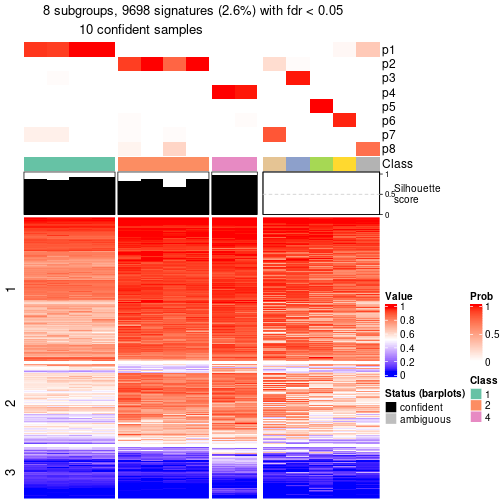 8 subgroups, 9698 signatures (2.6%) with fdr < 0.05
10 confident samples
p1
p2
p3
p4
p5
p6
p7
p8
Class
1
0.5
0
Silhouette
score
1
2
3
Value
1
0.8
0.6
0.4
0.2
0
Prob
1
0.5
0
Status (barplots)
confident
ambiguous
Class
1
2
4